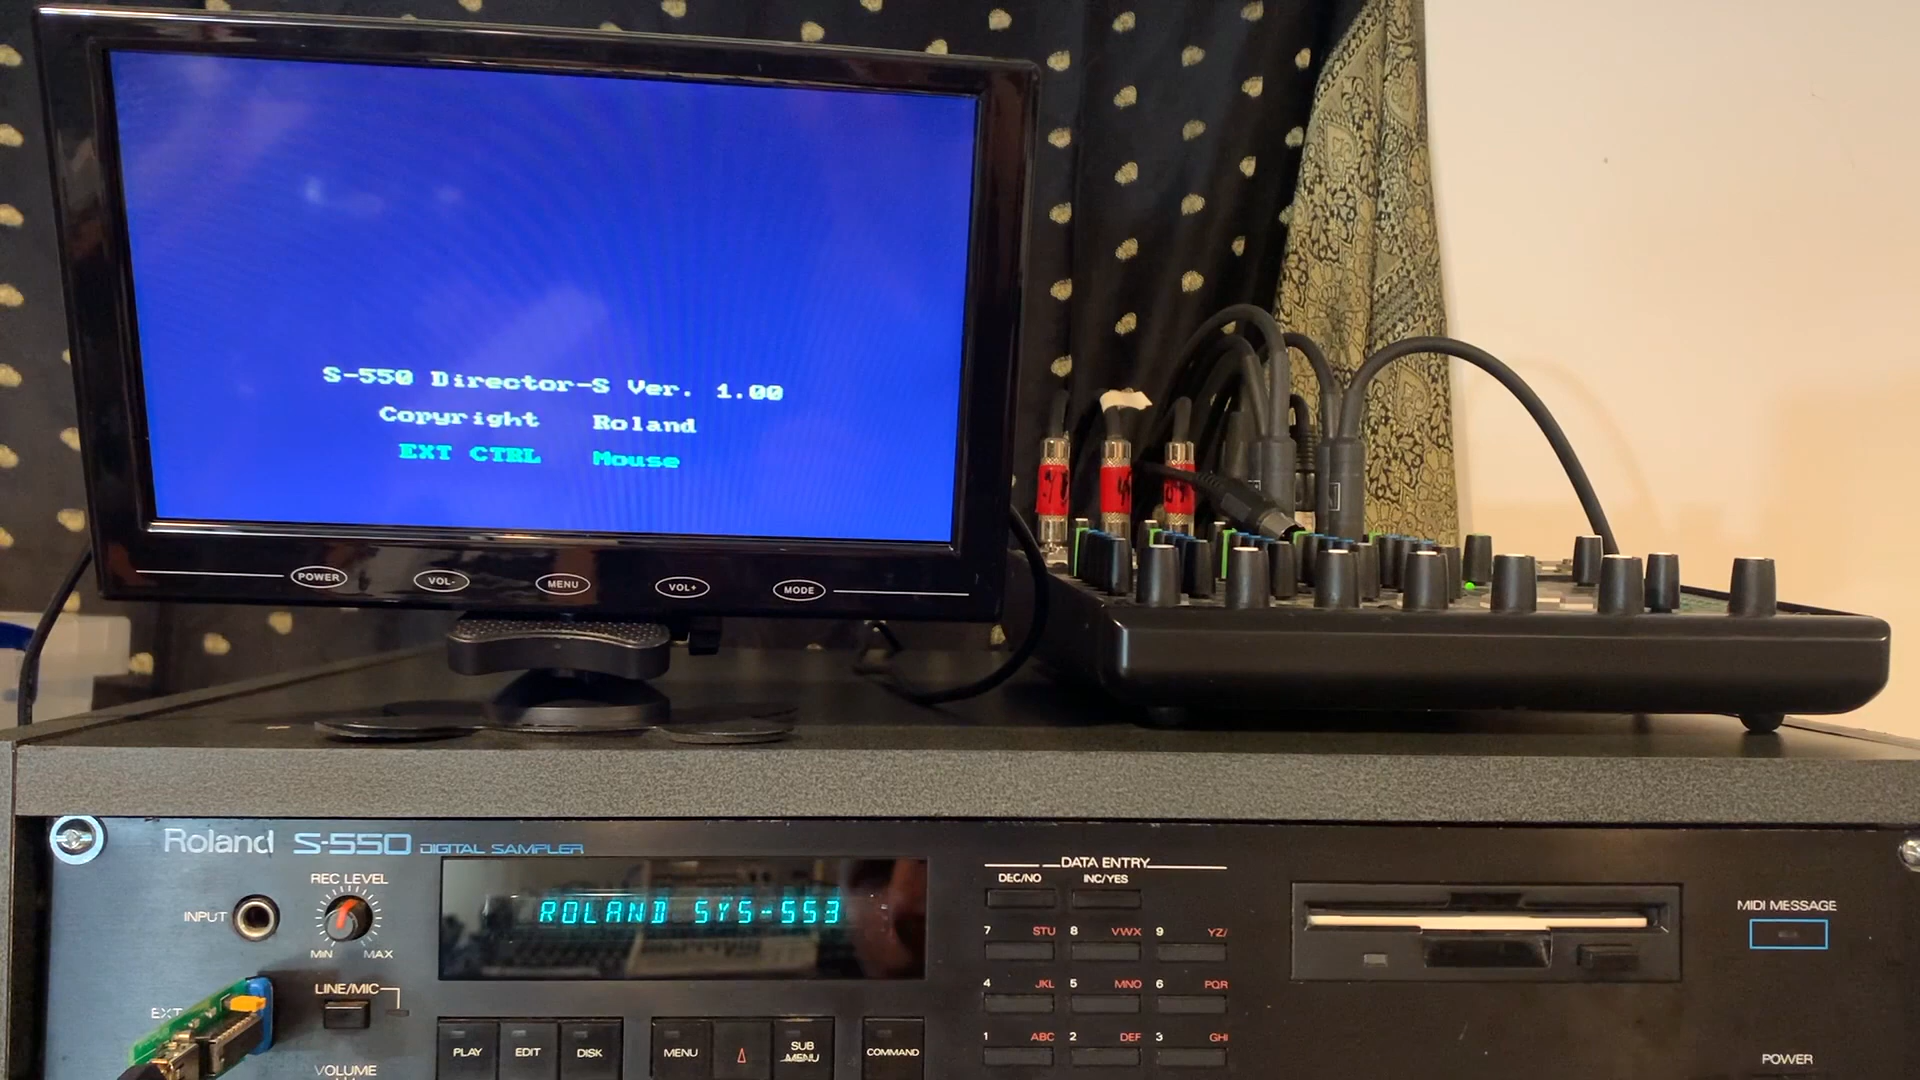 S-550 Director-S Ver. 1.00
Copyright Roland
EXT CTRL Mouse
POWER VOL- MENU VOL+ MODE
Roland S-550 DIGITAL SAMPLER
REC LEVEL
INPUT
MIN MAX
LINE/MIC
EXT
VOLUME
ROLAND SYS-553
PLAY EDIT DISK MENU SUB MENU COMMAND
DATA ENTRY
DEC/NO INC/YES
7 STU 8 VWX 9 YZ/
4 JKL 5 MNO 6 PQR
1 ABC 2 DEF 3 GHI
MIDI MESSAGE
POWER